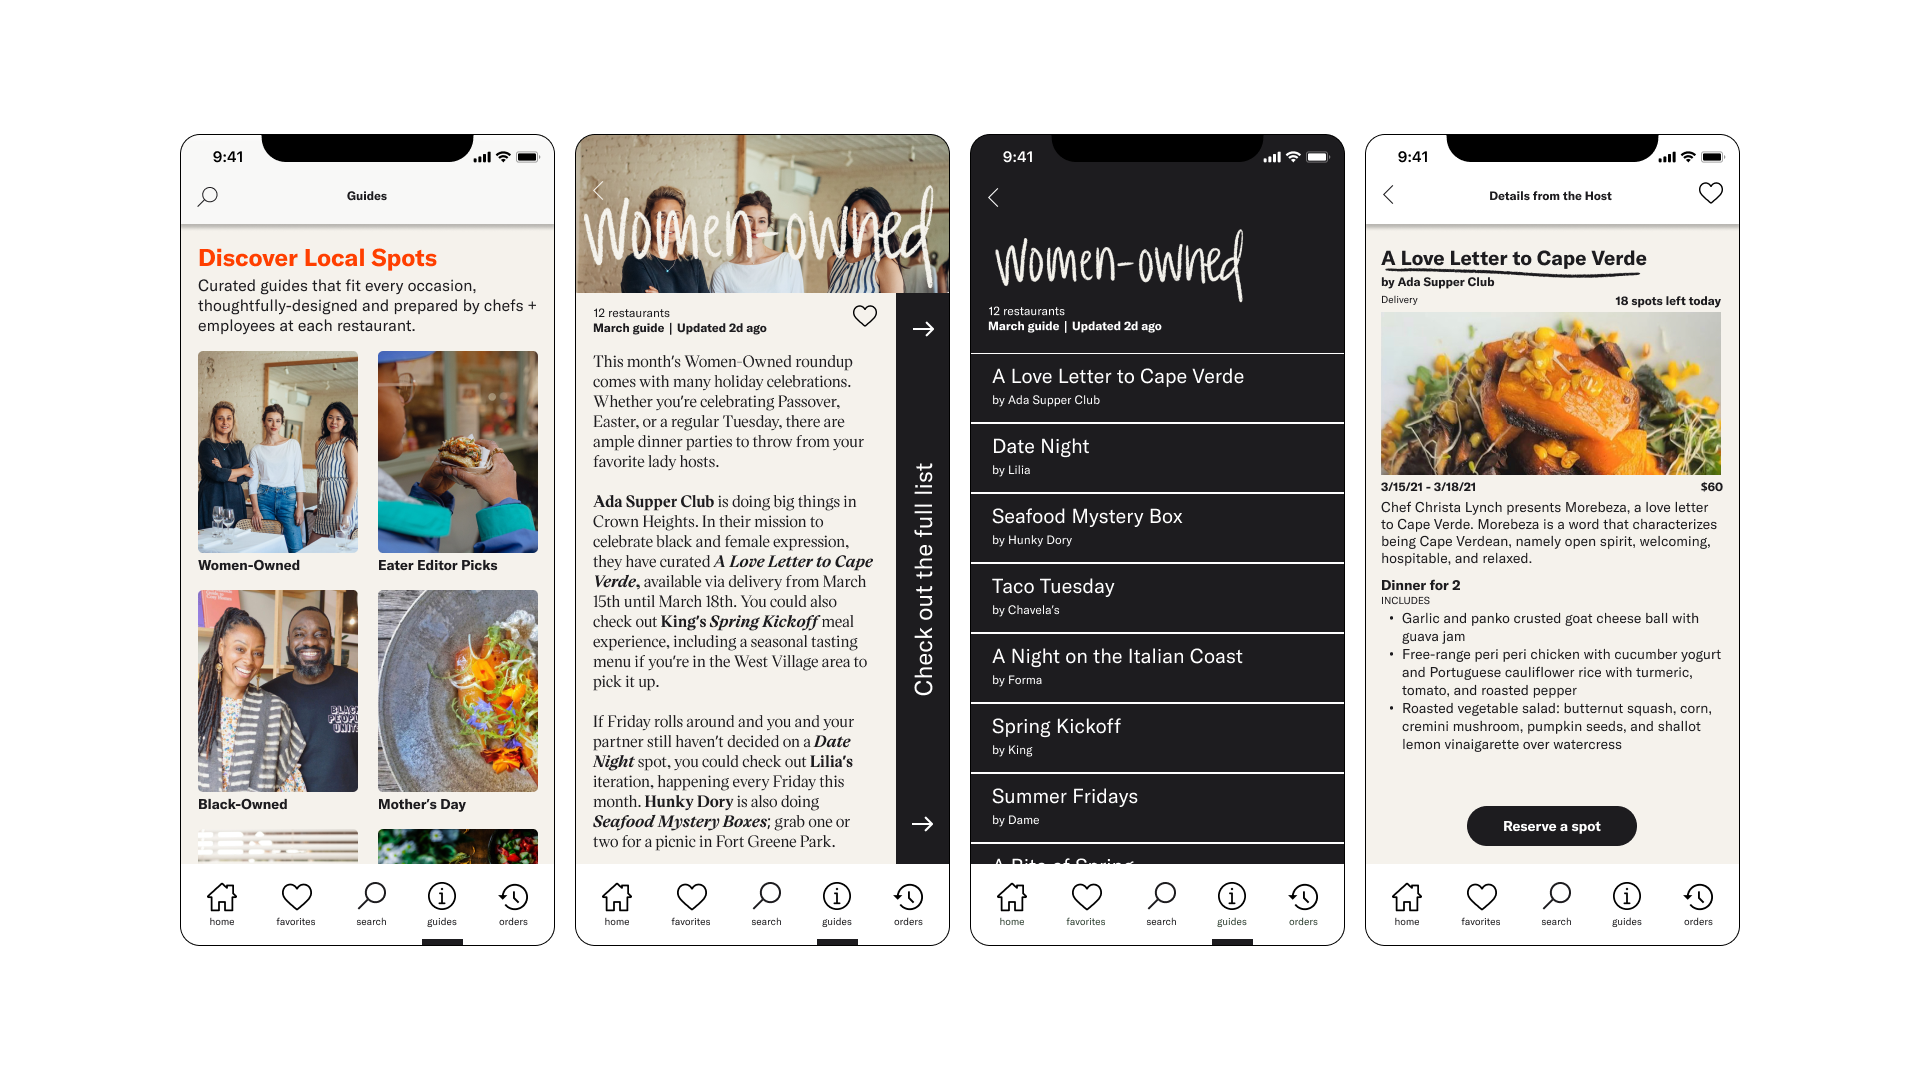 9:41
Guides
Discover Local Spots
Curated guides that fit every occasion,
thoughtfully-designed and prepared by chefs +
employees at each restaurant.
Women-Owned
Eater Editor Picks
BLACK
PEOPLE
UNITE
Black-Owned
Mother's Day
home
favorites
search
guides
orders
Women-owned
12 restaurants
March guide | Updated 2d ago
This month's Women-Owned roundup
comes with many holiday celebrations.
Whether you're celebrating Passover,
Easter, or a regular Tuesday, there are
ample dinner parties to throw from your
favorite lady hosts.
Ada Supper Club is doing big things in
Crown Heights. In their mission to
celebrate black and female expression,
they have curated A Love Letter to Cape
Verde, available via delivery from March
15th until March 18th. You could also
check out King's Spring Kickoff meal
experience, including a seasonal tasting
menu if you're in the West Village area to
pick it up.
If Friday rolls around and you and your
partner still haven't decided on a Date
Night spot, you could check out Lilia's
iteration, happening every Friday this
month. Hunky Dory is also doing
Seafood Mystery Boxes; grab one or
two for a picnic in Fort Greene Park.
Check out the full list
home
favorites
search
guides
orders
9:41
Women-owned
12 restaurants
March guide | Updated 2d ago
A Love Letter to Cape Verde
by Ada Supper Club
Date Night
by Lilia
Seafood Mystery Box
by Hunky Dory
Taco Tuesday
by Chavela's
A Night on the Italian Coast
by Forma
Spring Kickoff
by King
Summer Fridays
by Dame
A Bite of Spring
home
favorites
search
guides
orders
9:41
Details from the Host
A Love Letter to Cape Verde
by Ada Supper Club
Delivery
18 spots left today
3/15/21 - 3/18/21
$60
Chef Christa Lynch presents Morebeza, a love letter
to Cape Verde. Morebeza is a word that characterizes
being Cape Verdean, namely open spirit, welcoming,
hospitable, and relaxed.
Dinner for 2
INCLUDES
• Garlic and panko crusted goat cheese ball with
guava jam
• Free-range peri peri chicken with cucumber yogurt
and Portuguese cauliflower rice with turmeric,
tomato, and roasted pepper
• Roasted vegetable salad: butternut squash, corn,
cremini mushroom, pumpkin seeds, and shallot
lemon vinaigarette over watercress
Reserve a spot
home
favorites
search
guides
orders